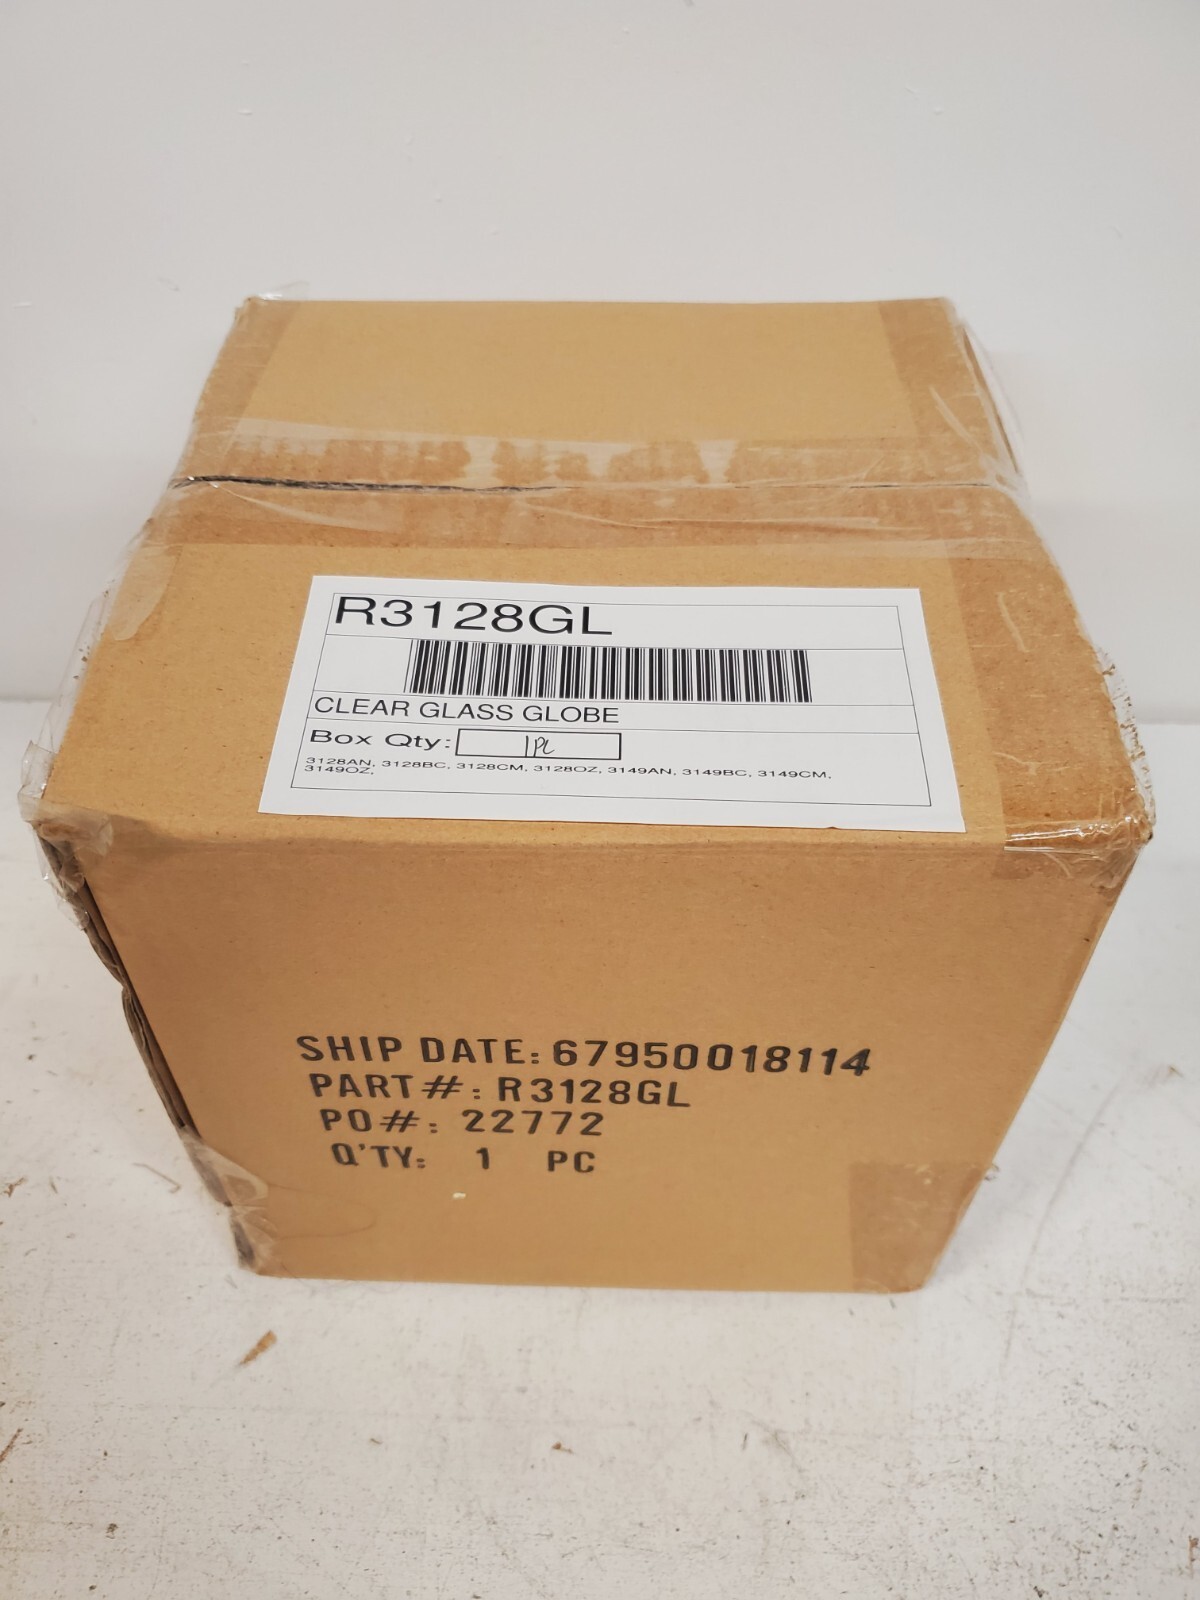 R3128GL
CLEAR GLASS GLOBE
Box Qty: 1PC
3128AN, 3128BC, 3128CM, 3128OZ, 3149AN, 3149BC, 3149CM,
3149OZ,
SHIP DATE: 67950018114
PART#: R3128GL
PO#: 22772
Q'TY: 1 PC